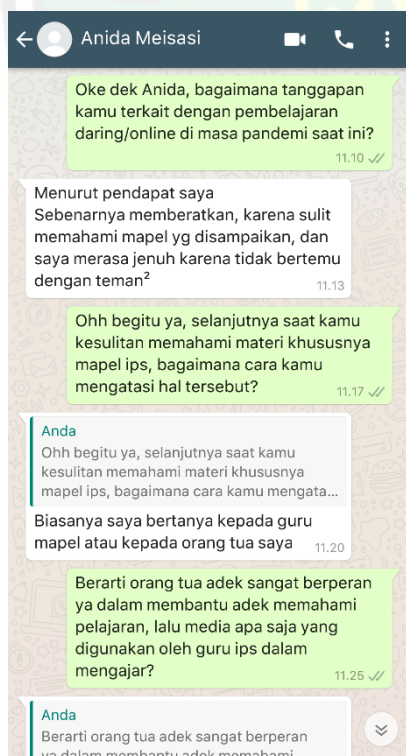 Anida Meisasi
Oke dek Anida, bagaimana tanggapan
kamu terkait dengan pembelajaran
daring/online di masa pandemi saat ini?
11.10
Menurut pendapat saya
Sebenarnya memberatkan, karena sulit
memahami mapel yg disampaikan, dan
saya merasa jenuh karena tidak bertemu
dengan teman²
11.13
Ohh begitu ya, selanjutnya saat kamu
kesulitan memahami materi khususnya
mapel ips, bagaimana cara kamu
mengatasi hal tersebut?
11.17
Anda
Ohh begitu ya, selanjutnya saat kamu
kesulitan memahami materi khususnya
mapel ips, bagaimana cara kamu mengata...
Biasanya saya bertanya kepada guru
mapel atau kepada orang tua saya
11.20
Berarti orang tua adek sangat berperan
ya dalam membantu adek memahami
pelajaran, lalu media apa saja yang
digunakan oleh guru ips dalam
mengajar?
11.25
Anda
Berarti orang tua adek sangat berperan
ya dalam membantu adek memahami